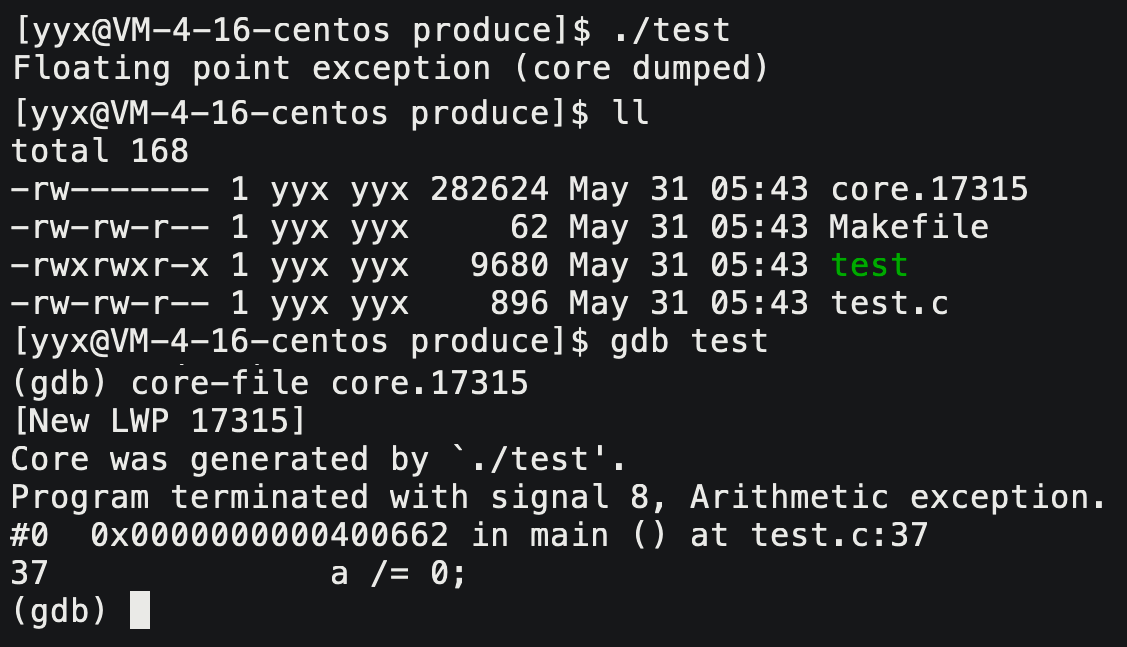 [yyx@VM-4-16-centos produce]$ ./test
Floating point exception (core dumped)
[yyx@VM-4-16-centos produce]$ ll
total 168
-rw------- 1 yyx yyx 282624 May 31 05:43 core.17315
-rw-rw-r-- 1 yyx yyx     62 May 31 05:43 Makefile
-rwxrwxr-x 1 yyx yyx   9680 May 31 05:43 test
-rw-rw-r-- 1 yyx yyx    896 May 31 05:43 test.c
[yyx@VM-4-16-centos produce]$ gdb test
(gdb) core-file core.17315
[New LWP 17315]
Core was generated by `./test'.
Program terminated with signal 8, Arithmetic exception.
#0  0x0000000000400662 in main () at test.c:37
37              a /= 0;
(gdb)